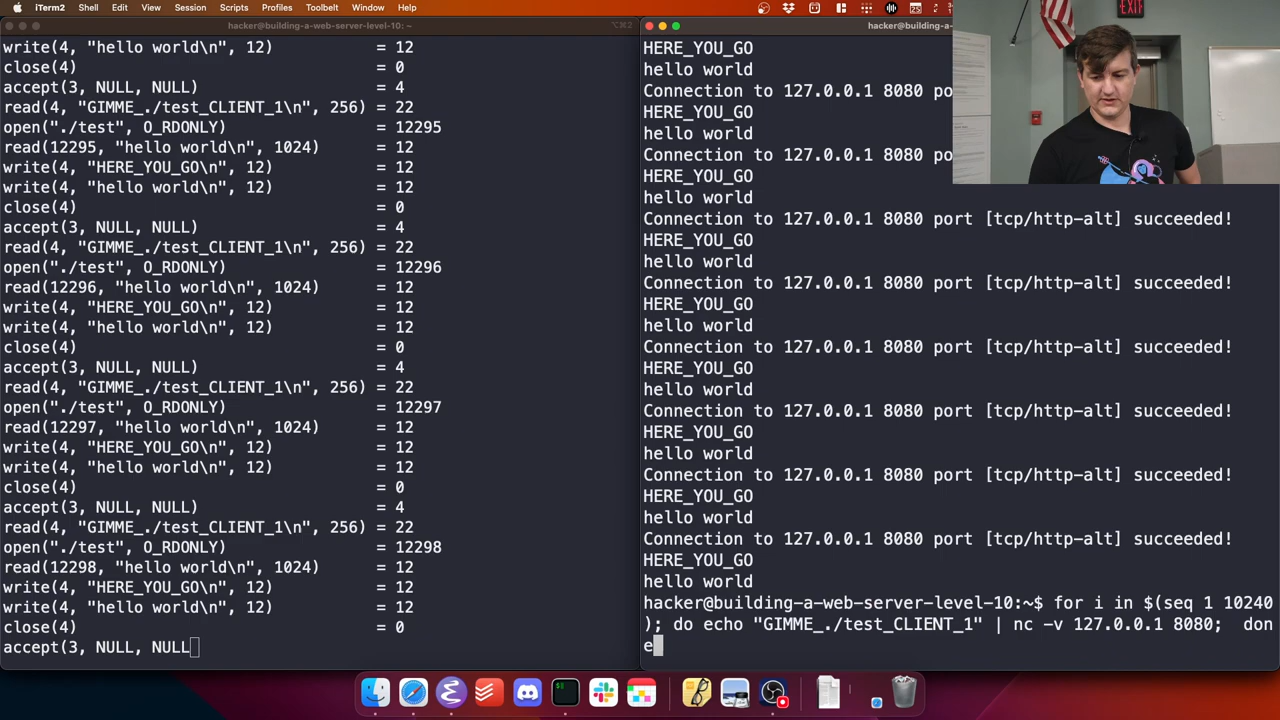 iTerm2 Shell Edit View Session Scripts Profiles Toolbelt Window Help
hacker@building-a-web-server-level-10: ~
⌥⌘2
write(4, "hello world\n", 12) = 12
close(4) = 0
accept(3, NULL, NULL) = 4
read(4, "GIMME_./test_CLIENT_1\n", 256) = 22
open("./test", O_RDONLY) = 12295
read(12295, "hello world\n", 1024) = 12
write(4, "HERE_YOU_GO\n", 12) = 12
write(4, "hello world\n", 12) = 12
close(4) = 0
accept(3, NULL, NULL) = 4
read(4, "GIMME_./test_CLIENT_1\n", 256) = 22
open("./test", O_RDONLY) = 12296
read(12296, "hello world\n", 1024) = 12
write(4, "HERE_YOU_GO\n", 12) = 12
write(4, "hello world\n", 12) = 12
close(4) = 0
accept(3, NULL, NULL) = 4
read(4, "GIMME_./test_CLIENT_1\n", 256) = 22
open("./test", O_RDONLY) = 12297
read(12297, "hello world\n", 1024) = 12
write(4, "HERE_YOU_GO\n", 12) = 12
write(4, "hello world\n", 12) = 12
close(4) = 0
accept(3, NULL, NULL) = 4
read(4, "GIMME_./test_CLIENT_1\n", 256) = 22
open("./test", O_RDONLY) = 12298
read(12298, "hello world\n", 1024) = 12
write(4, "HERE_YOU_GO\n", 12) = 12
write(4, "hello world\n", 12) = 12
close(4) = 0
accept(3, NULL, NULL
hacker@building-a-w
HERE_YOU_GO
hello world
Connection to 127.0.0.1 8080 po
HERE_YOU_GO
hello world
Connection to 127.0.0.1 8080 po
HERE_YOU_GO
hello world
Connection to 127.0.0.1 8080 port [tcp/http-alt] succeeded!
HERE_YOU_GO
hello world
Connection to 127.0.0.1 8080 port [tcp/http-alt] succeeded!
HERE_YOU_GO
hello world
Connection to 127.0.0.1 8080 port [tcp/http-alt] succeeded!
HERE_YOU_GO
hello world
Connection to 127.0.0.1 8080 port [tcp/http-alt] succeeded!
HERE_YOU_GO
hello world
Connection to 127.0.0.1 8080 port [tcp/http-alt] succeeded!
HERE_YOU_GO
hello world
Connection to 127.0.0.1 8080 port [tcp/http-alt] succeeded!
HERE_YOU_GO
hello world
hacker@building-a-web-server-level-10:~$ for i in $(seq 1 10240
); do echo "GIMME_./test_CLIENT_1" | nc -v 127.0.0.1 8080;  don
e
EXIT